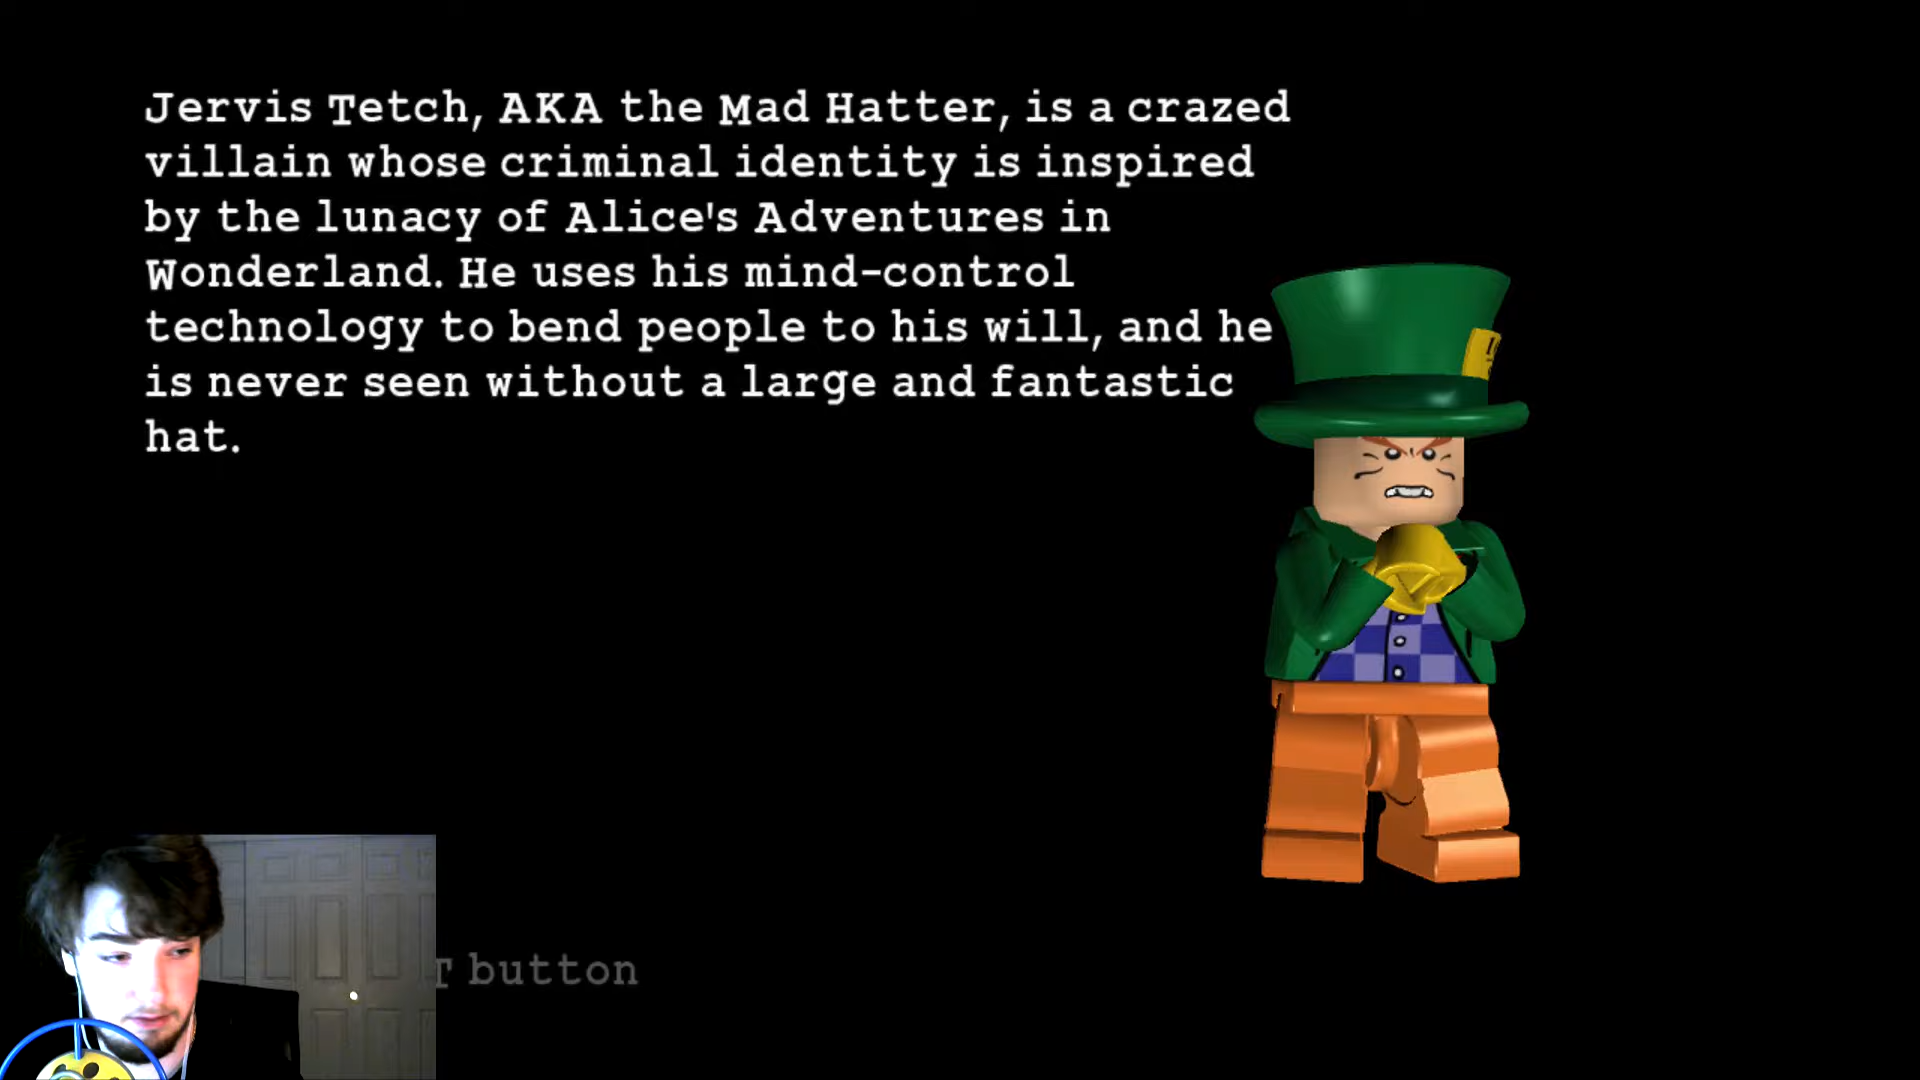 Jervis Tetch, AKA the Mad Hatter, is a crazed
villain whose criminal identity is inspired
by the lunacy of Alice's Adventures in
Wonderland. He uses his mind-control
technology to bend people to his will, and he
is never seen without a large and fantastic
hat.
button